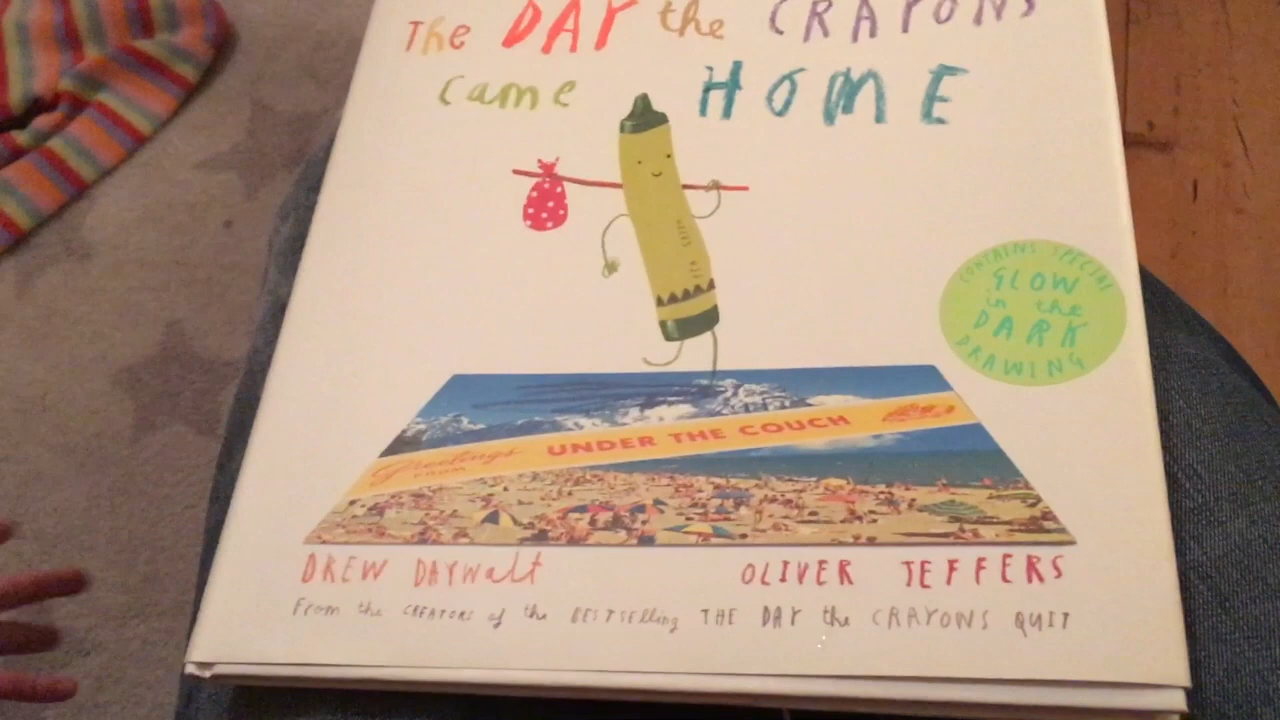 The DAY the CRAYONS
came HOME
CONTAINS SPECIAL
GLOW
in the
DARK
DRAWING
Greetings
FROM
UNDER THE COUCH
DREW DAYWalt
OLIVER JEFFERS
From the CREATORS of the BESTSElling THE DAY the CRAYONS QUIT